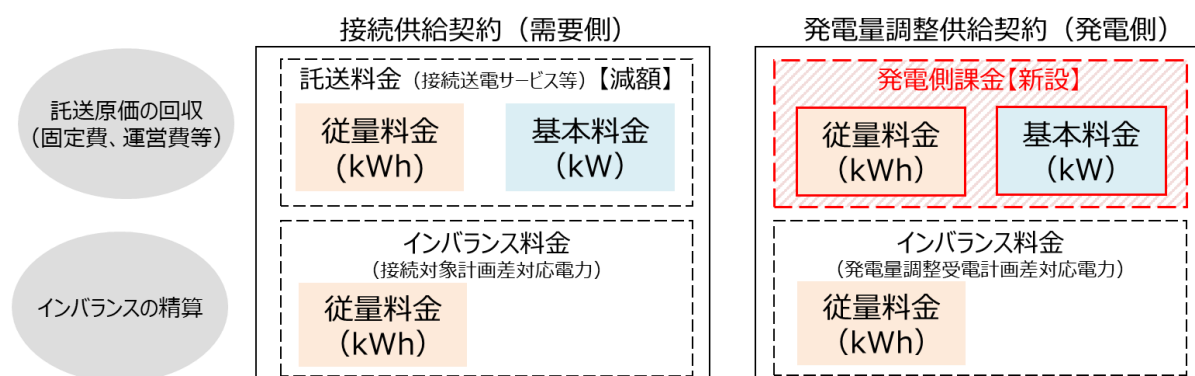 接続供給契約（需要側）
発電量調整供給契約（発電側）
託送原価の回収
（固定費、運営費等）
託送料金（接続送電サービス等）【減額】
従量料金
(kWh)
基本料金
（kW）
発電側課金【新設】
従量料金
（kWh）
基本料金
（kW）
インバランスの精算
インバランス料金
（接続対象計画差対応電力）
従量料金
（kWh）
インバランス料金
（発電量調整受電計画差対応電力）
従量料金
（kWh）